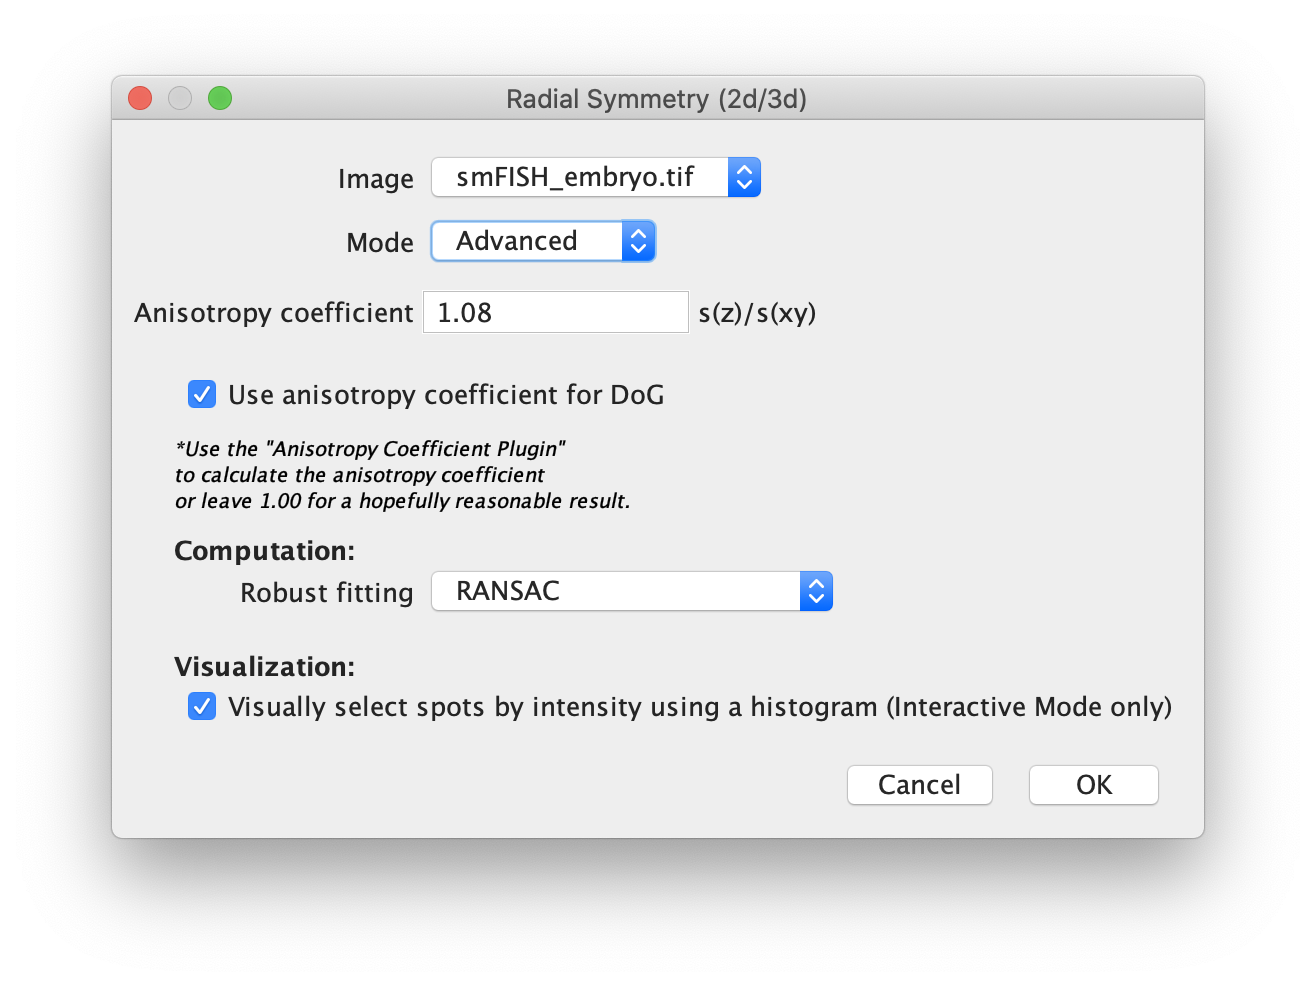 Radial Symmetry (2d/3d)
Image smFISH_embryo.tif
Mode Advanced
Anisotropy coefficient 1.08 s(z)/s(xy)
Use anisotropy coefficient for DoG
*Use the "Anisotropy Coefficient Plugin"
to calculate the anisotropy coefficient
or leave 1.00 for a hopefully reasonable result.
Computation:
Robust fitting RANSAC
Visualization:
Visually select spots by intensity using a histogram (Interactive Mode only)
Cancel OK